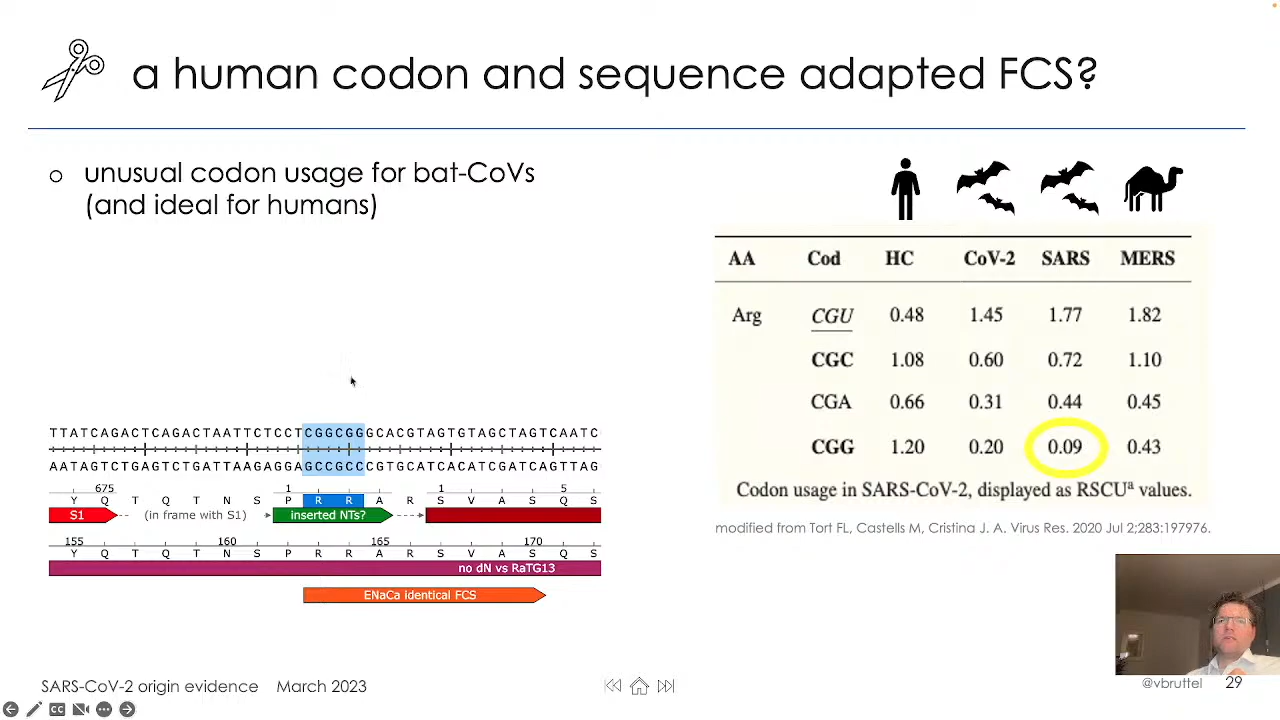 a human codon and sequence adapted FCS?
unusual codon usage for bat-CoVs
(and ideal for humans)
AA Cod HC CoV-2 SARS MERS
Arg CGU 0.48 1.45 1.77 1.82
CGC 1.08 0.60 0.72 1.10
CGA 0.66 0.31 0.44 0.45
CGG 1.20 0.20 0.09 0.43
Codon usage in SARS-CoV-2, displayed as RSCUª values.
modified from Tort FL, Castells M, Cristina J. A. Virus Res. 2020 Jul 2;283:197976.
TTATCAGACTCAGACTAATTCTCCTCGGCGGGCACGTAGTGTAGCTAGTCAATC
AATAGTCTGAGTCTGATTAAGAGGAGCCGCCCGTGCATCACATCGATCAGTTAG
675 1 1 5
Y Q T Q T N S P R R A R S V A S Q S
S1 (in frame with S1) inserted NTs?
155 160 165 170
Y Q T Q T N S P R R A R S V A S Q S
no dN vs RaTG13
ENaCa identical FCS
SARS-CoV-2 origin evidence March 2023
@vbruttel 29
CC